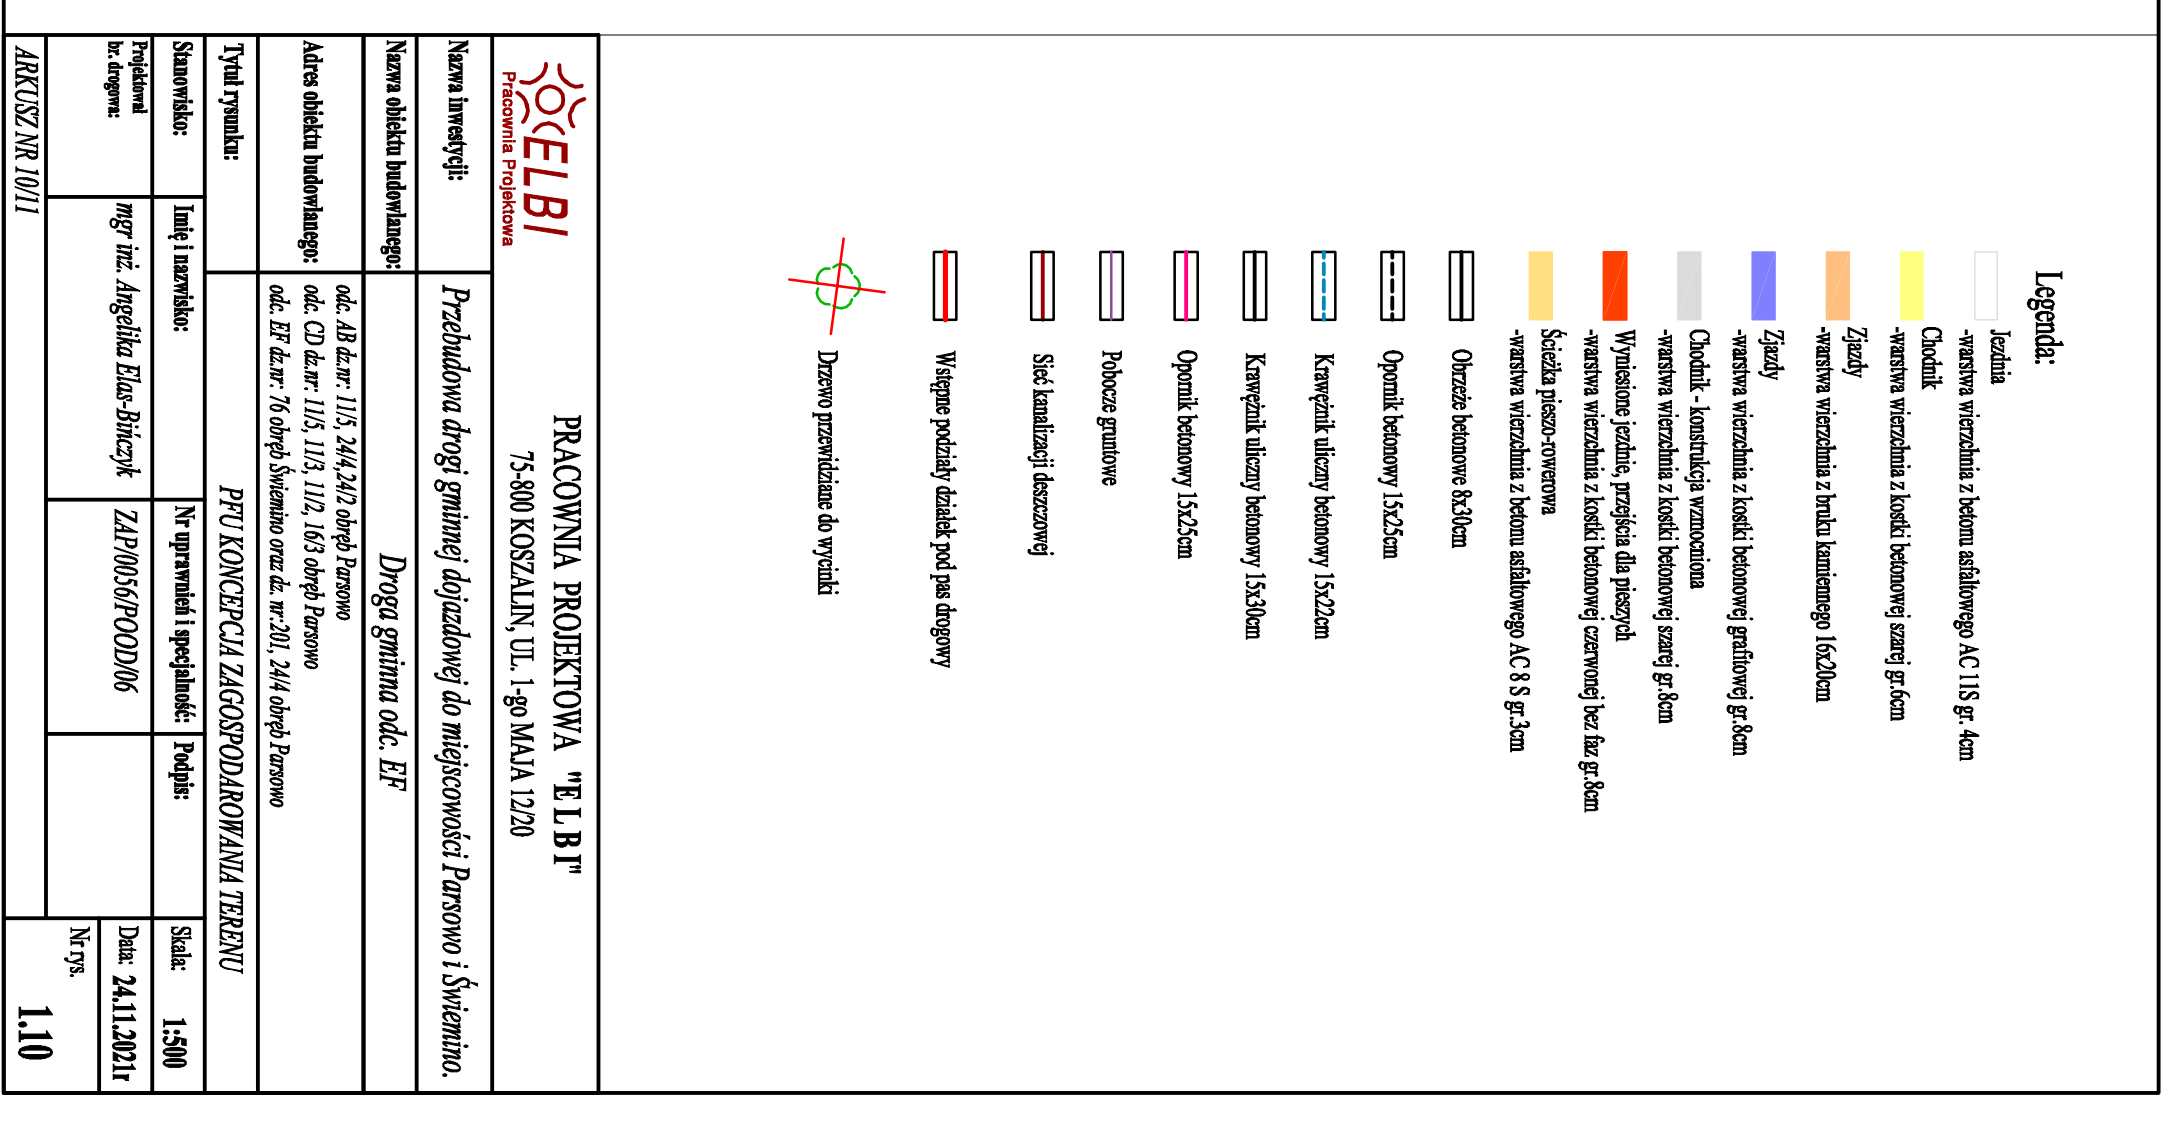 Legenda:
Jezdnia
-warstwa wierzchnia z betonu asfaltowego AC 11S gr. 4cm
Chodnik
-warstwa wierzchnia z kostki betonowej szarej gr.6cm
Zjazdy
-warstwa wierzchnia z bruku kamiennego 16x20cm
Zjazdy
-warstwa wierzchnia z kostki betonowej grafitowej gr.8cm
Chodnik - konstrukcja wzmocniona
-warstwa wierzchnia z kostki betonowej szarej gr.8cm
Wyniesione jezdnie, przejścia dla pieszych
-warstwa wierzchnia z kostki betonowej czerwonej bez faz gr.8cm
Ścieżka pieszo-rowerowa
-warstwa wierzchnia z betonu asfaltowego AC 8 S gr.3cm
Obrzeże betonowe 8x30cm
Opornik betonowy 15x25cm
Krawężnik uliczny betonowy 15x22cm
Krawężnik uliczny betonowy 15x30cm
Opornik betonowy 15x25cm
Pobocze gruntowe
Sieć kanalizacji deszczowej
Wstępne podziały działek pod pas drogowy
Drzewo przewidziane do wycinki
ELBI
Pracownia Projektowa
PRACOWNIA PROJEKTOWA "E L B I"
75-800 KOSZALIN, UL. 1-go MAJA 12/20
Nazwa inwestycji:
Przebudowa drogi gminnej dojazdowej do miejscowości Parsowo i Świemino.
Nazwa obiektu budowlanego:
Droga gminna odc. EF
Adres obiektu budowlanego:
odc. AB dz.nr: 11/5, 24/4,24/2 obręb Parsowo
odc. CD dz.nr: 11/5, 11/3, 11/2, 16/3 obręb Parsowo
odc. EF dz.nr: 76 obręb Świemino oraz dz. nr:201, 24/4 obręb Parsowo
Tytuł rysunku:
PFU KONCEPCJA ZAGOSPODAROWANIA TERENU
Stanowisko:
Imię i nazwisko:
Nr uprawnień i specjalność:
Podpis:
Skala: 1:500
Projektował
br. drogowa:
mgr inż. Angelika Elas-Bińczyk
ZAP/0056/POOD/06
Data: 24.11.2021r
Nr rys.
1.10
ARKUSZ NR 10/11